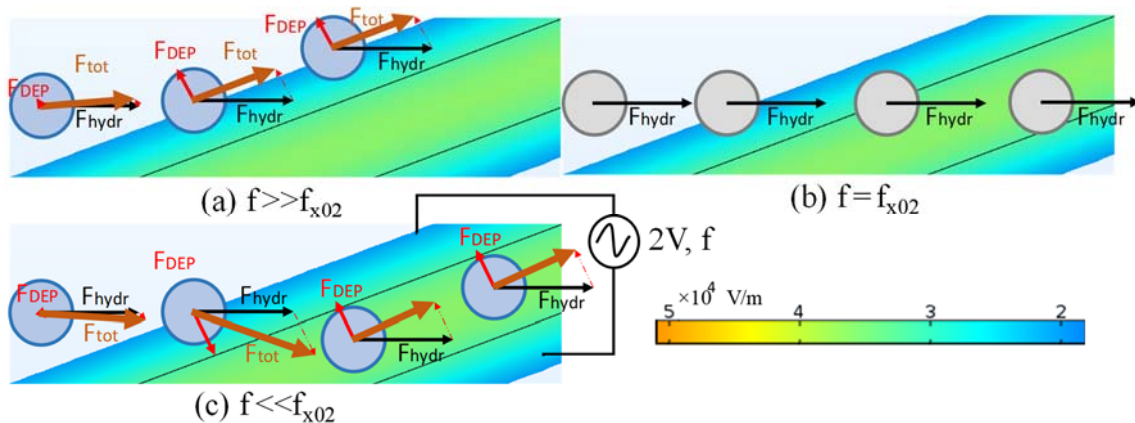 FDEP
Ftot
Fhydr
FDEP
Ftot
Fhydr
FDEP
Ftot
Fhydr
(a) f>>fx02
Fhydr
Fhydr
Fhydr
Fhydr
(b) f=fx02
FDEP
Fhydr
Ftot
FDEP
Fhydr
Ftot
FDEP
Fhydr
FDEP
Fhydr
(c) f<<fx02
2V, f
×10⁴ V/m
5 4 3 2